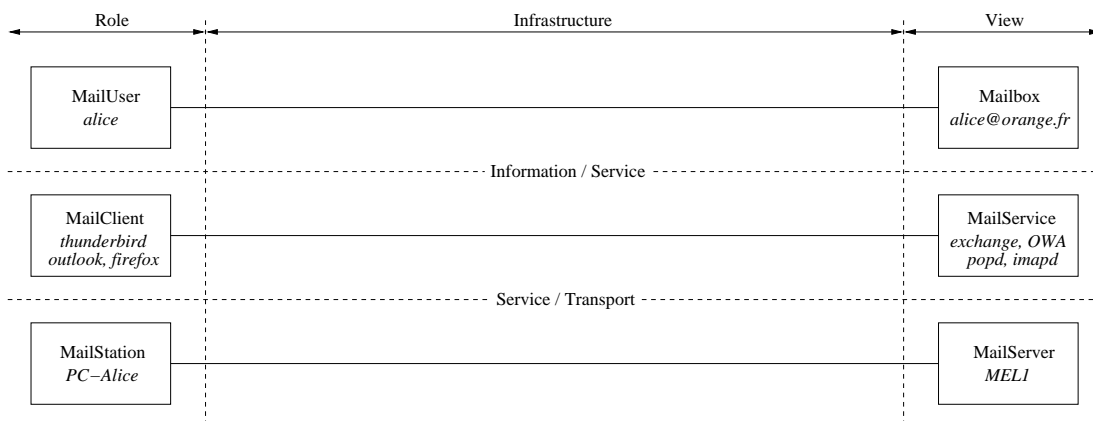 Role
Infrastructure
View
MailUser
alice
Mailbox
alice@orange.fr
Information / Service
MailClient
thunderbird
outlook, firefox
MailService
exchange, OWA
popd, imapd
Service / Transport
MailStation
PC−Alice
MailServer
MEL1